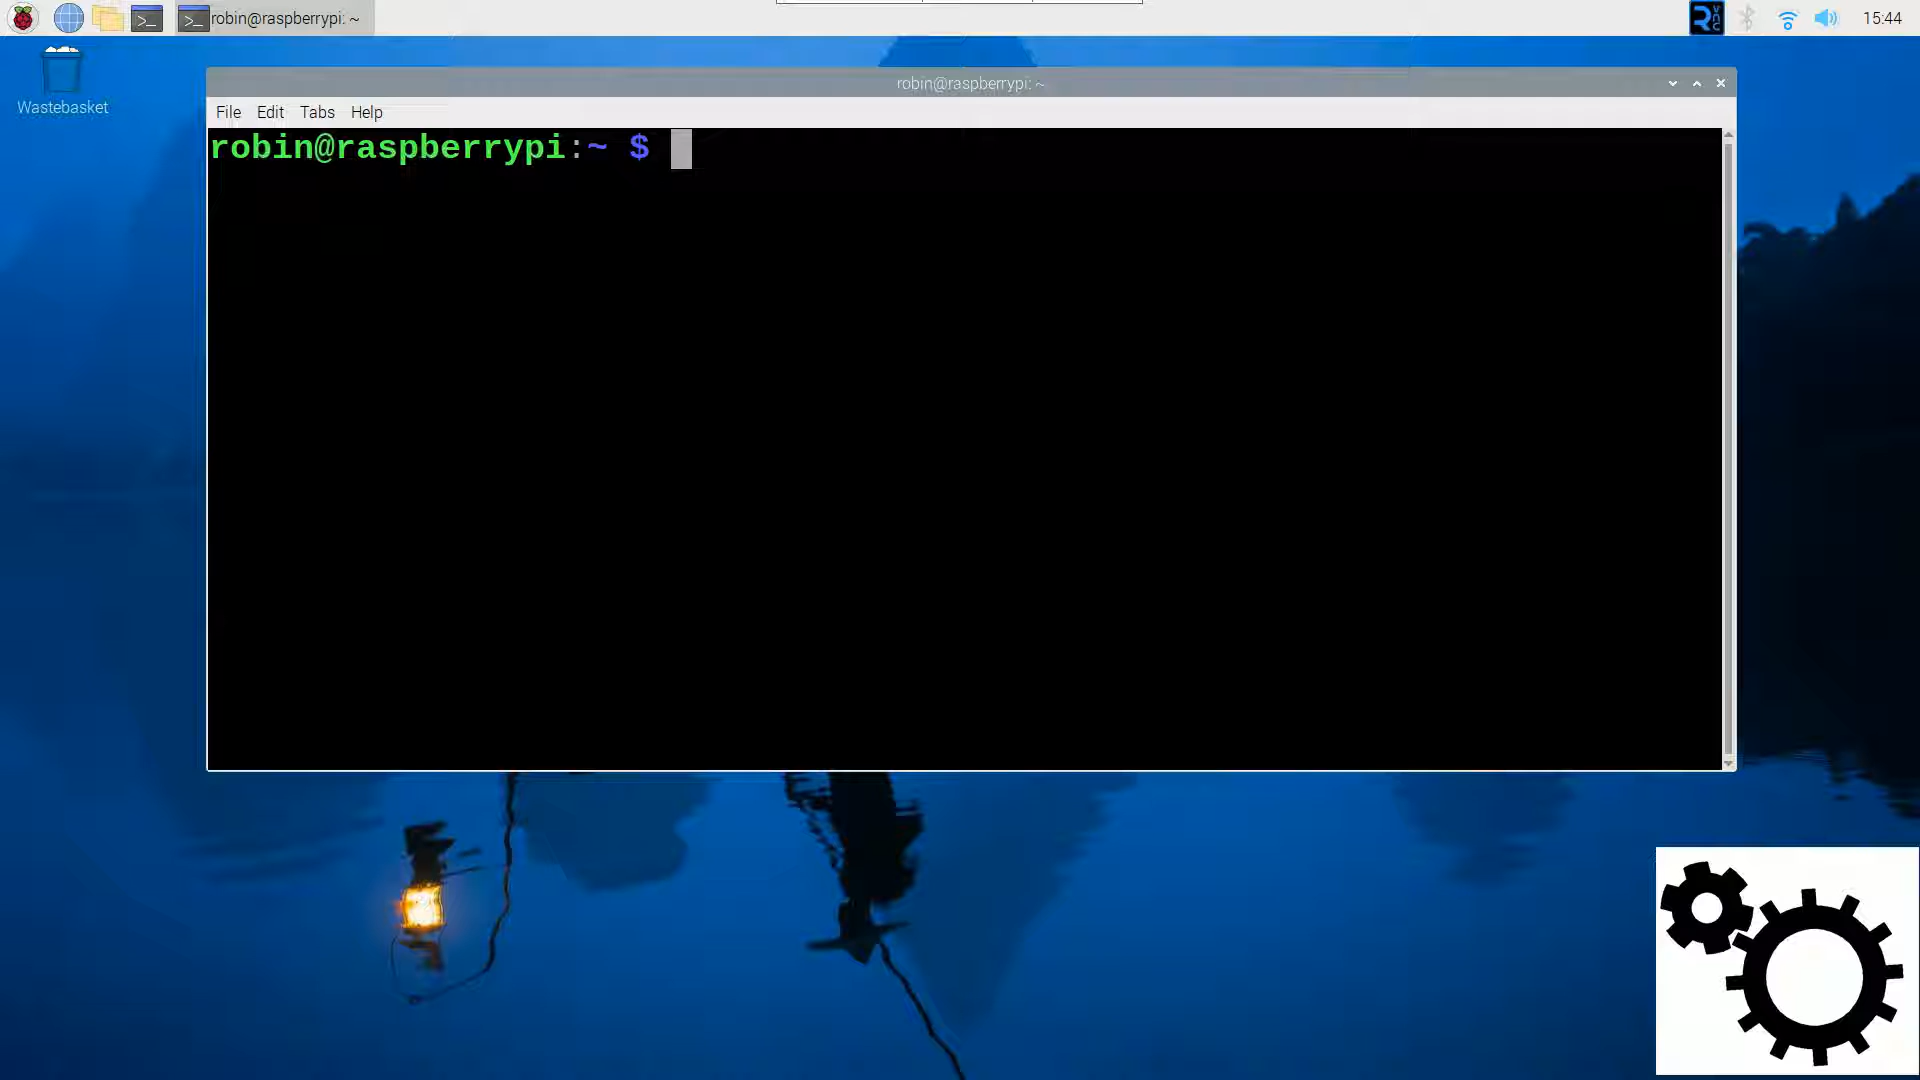 robin@raspberrypi: ~
15:44
Wastebasket
robin@raspberrypi: ~
File Edit Tabs Help
robin@raspberrypi:~ $